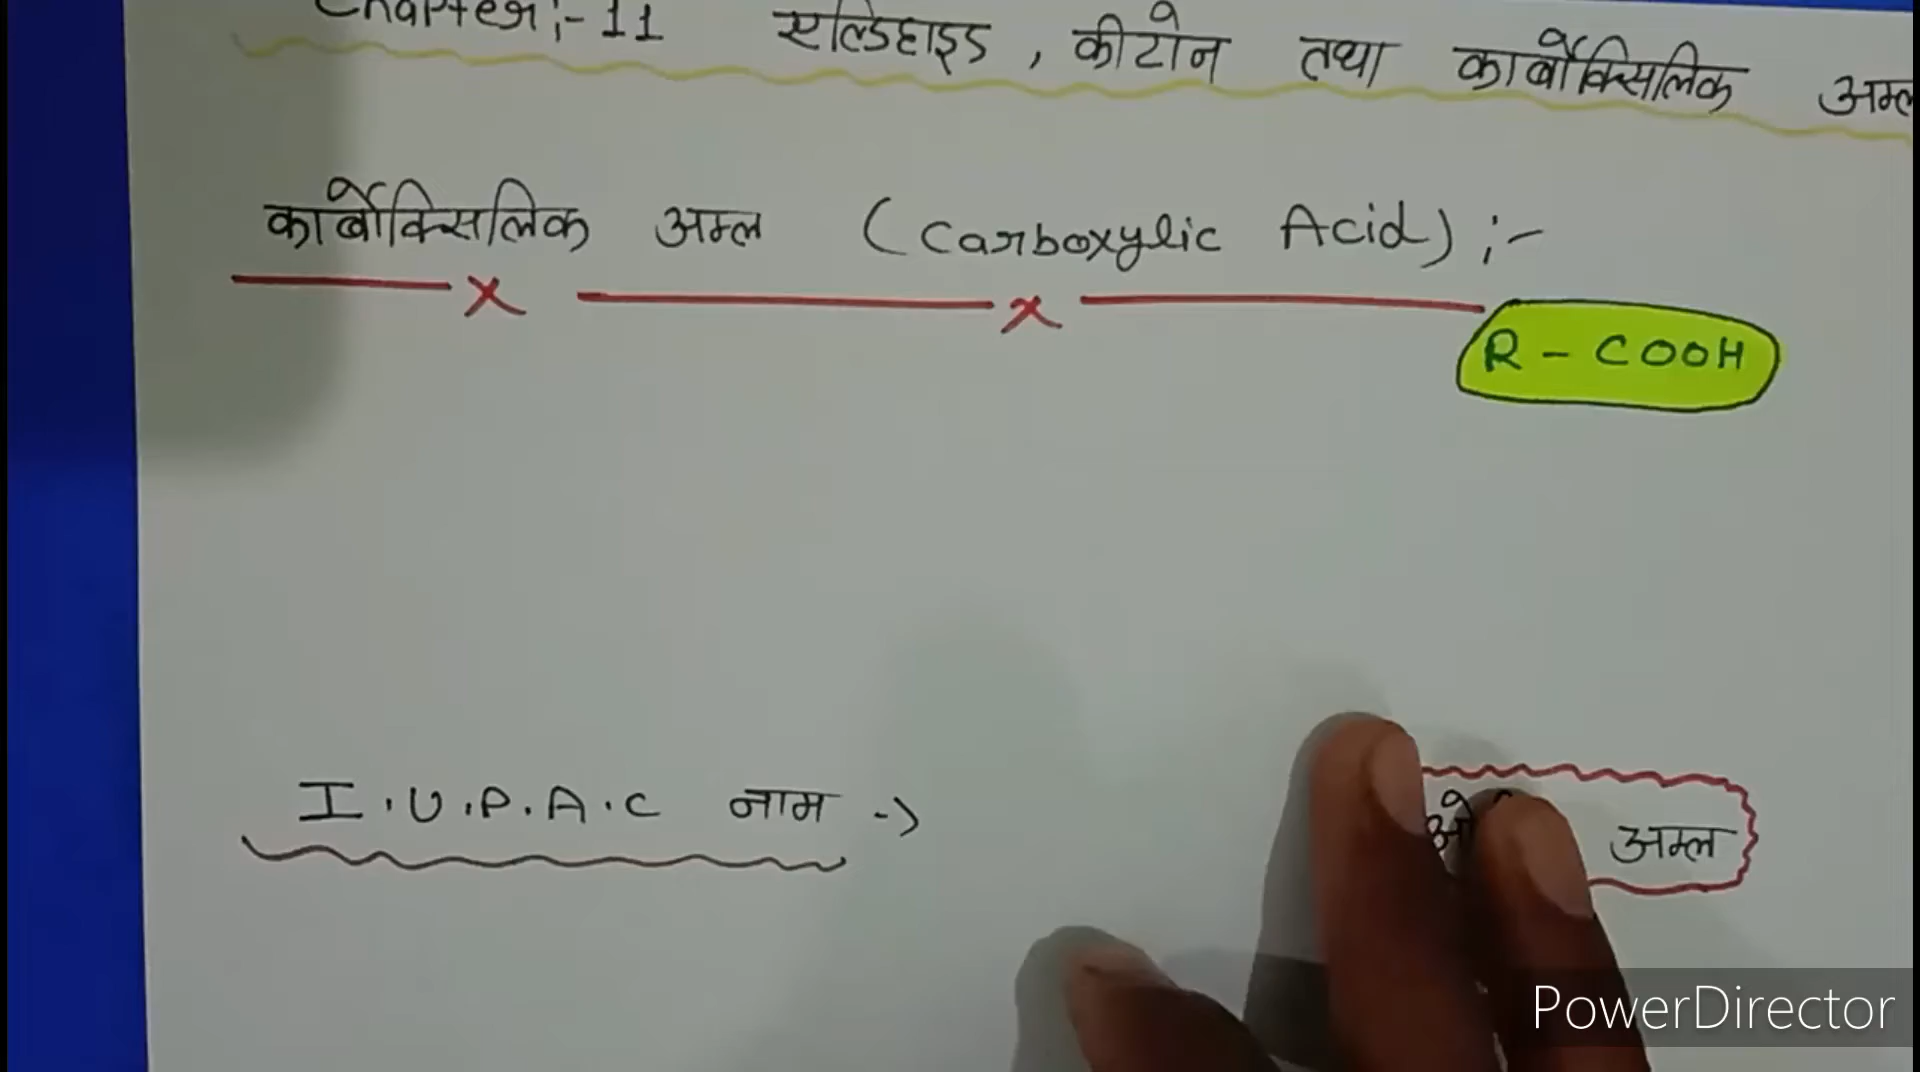 Chapter:- 11 एल्डिहाइड, कीटोन तथा कार्बोक्सिलिक अम्ल
कार्बोक्सिलिक अम्ल (Carboxylic Acid) :-
R - COOH
I.U.P.A.C नाम ->
अम्ल
PowerDirector